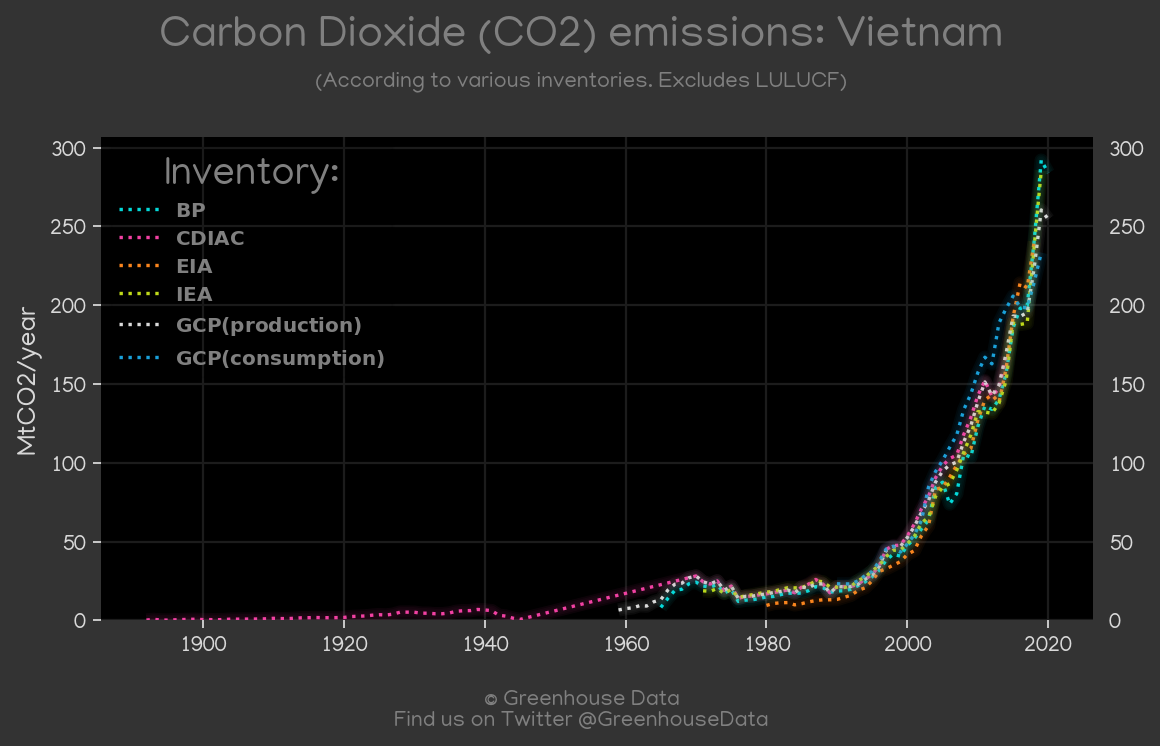 Carbon Dioxide (CO2) emissions: Vietnam
(According to various inventories. Excludes LULUCF)
MtCO2/year
300
250
200
150
100
50
0
Inventory:
BP
CDIAC
EIA
IEA
GCP(production)
GCP(consumption)
300
250
200
150
100
50
0
1900 1920 1940 1960 1980 2000 2020
© Greenhouse Data
Find us on Twitter @GreenhouseData